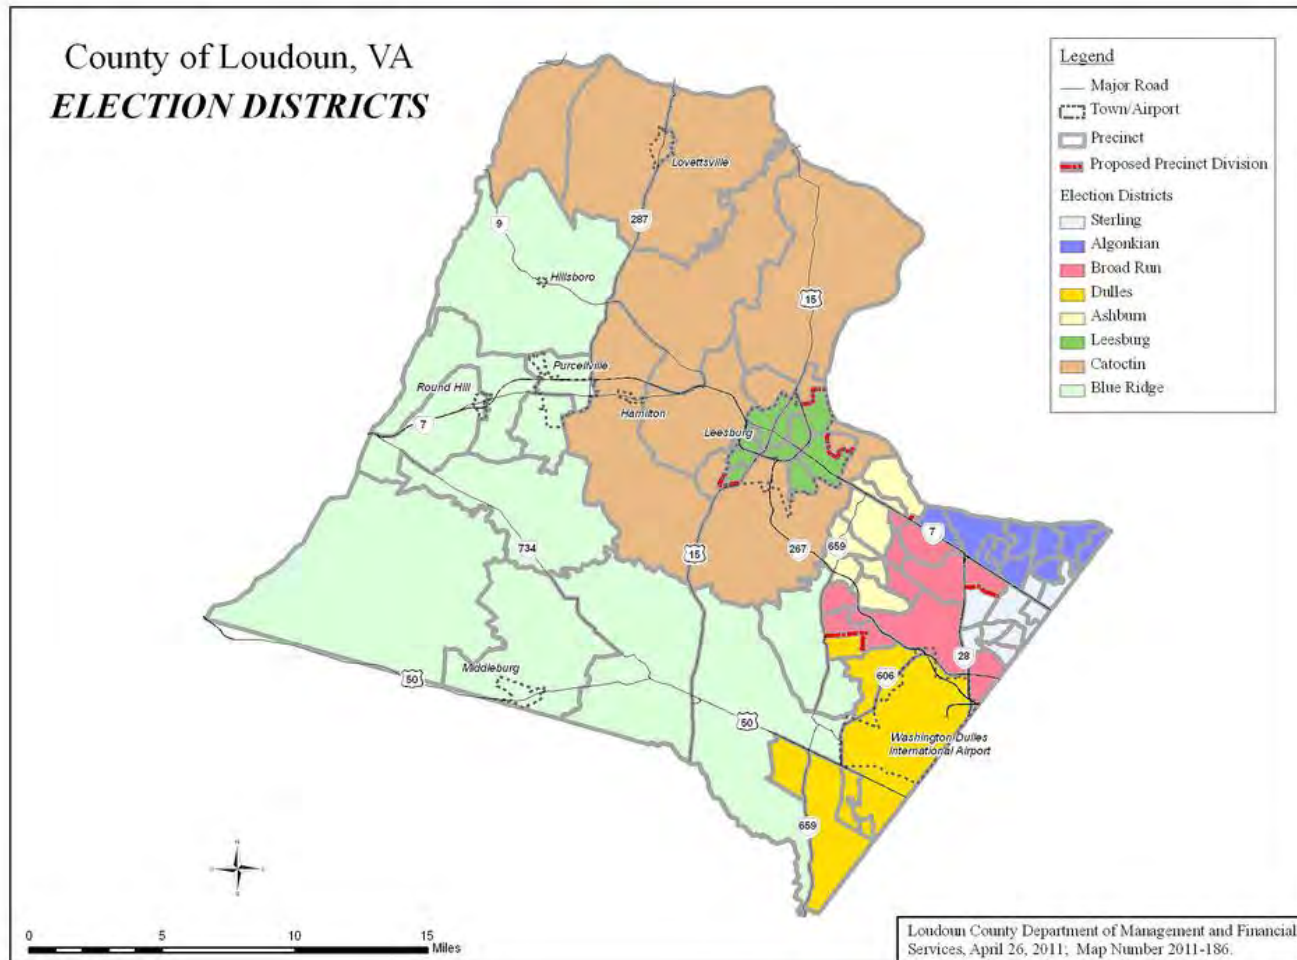 County of Loudoun, VA
ELECTION DISTRICTS
Legend
Major Road
Town/Airport
Precinct
Proposed Precinct Division
Election Districts
Sterling
Algonkian
Broad Run
Dulles
Ashburn
Leesburg
Catoctin
Blue Ridge
Lovettsville
287
9
Hillsboro
15
Purcellville
Round Hill
Hamilton
7
Leesburg
7
734
15
267
659
28
Middleburg
50
606
50
Washington Dulles
International Airport
659
0 5 10 15
Miles
Loudoun County Department of Management and Financial
Services, April 26, 2011; Map Number 2011-186.